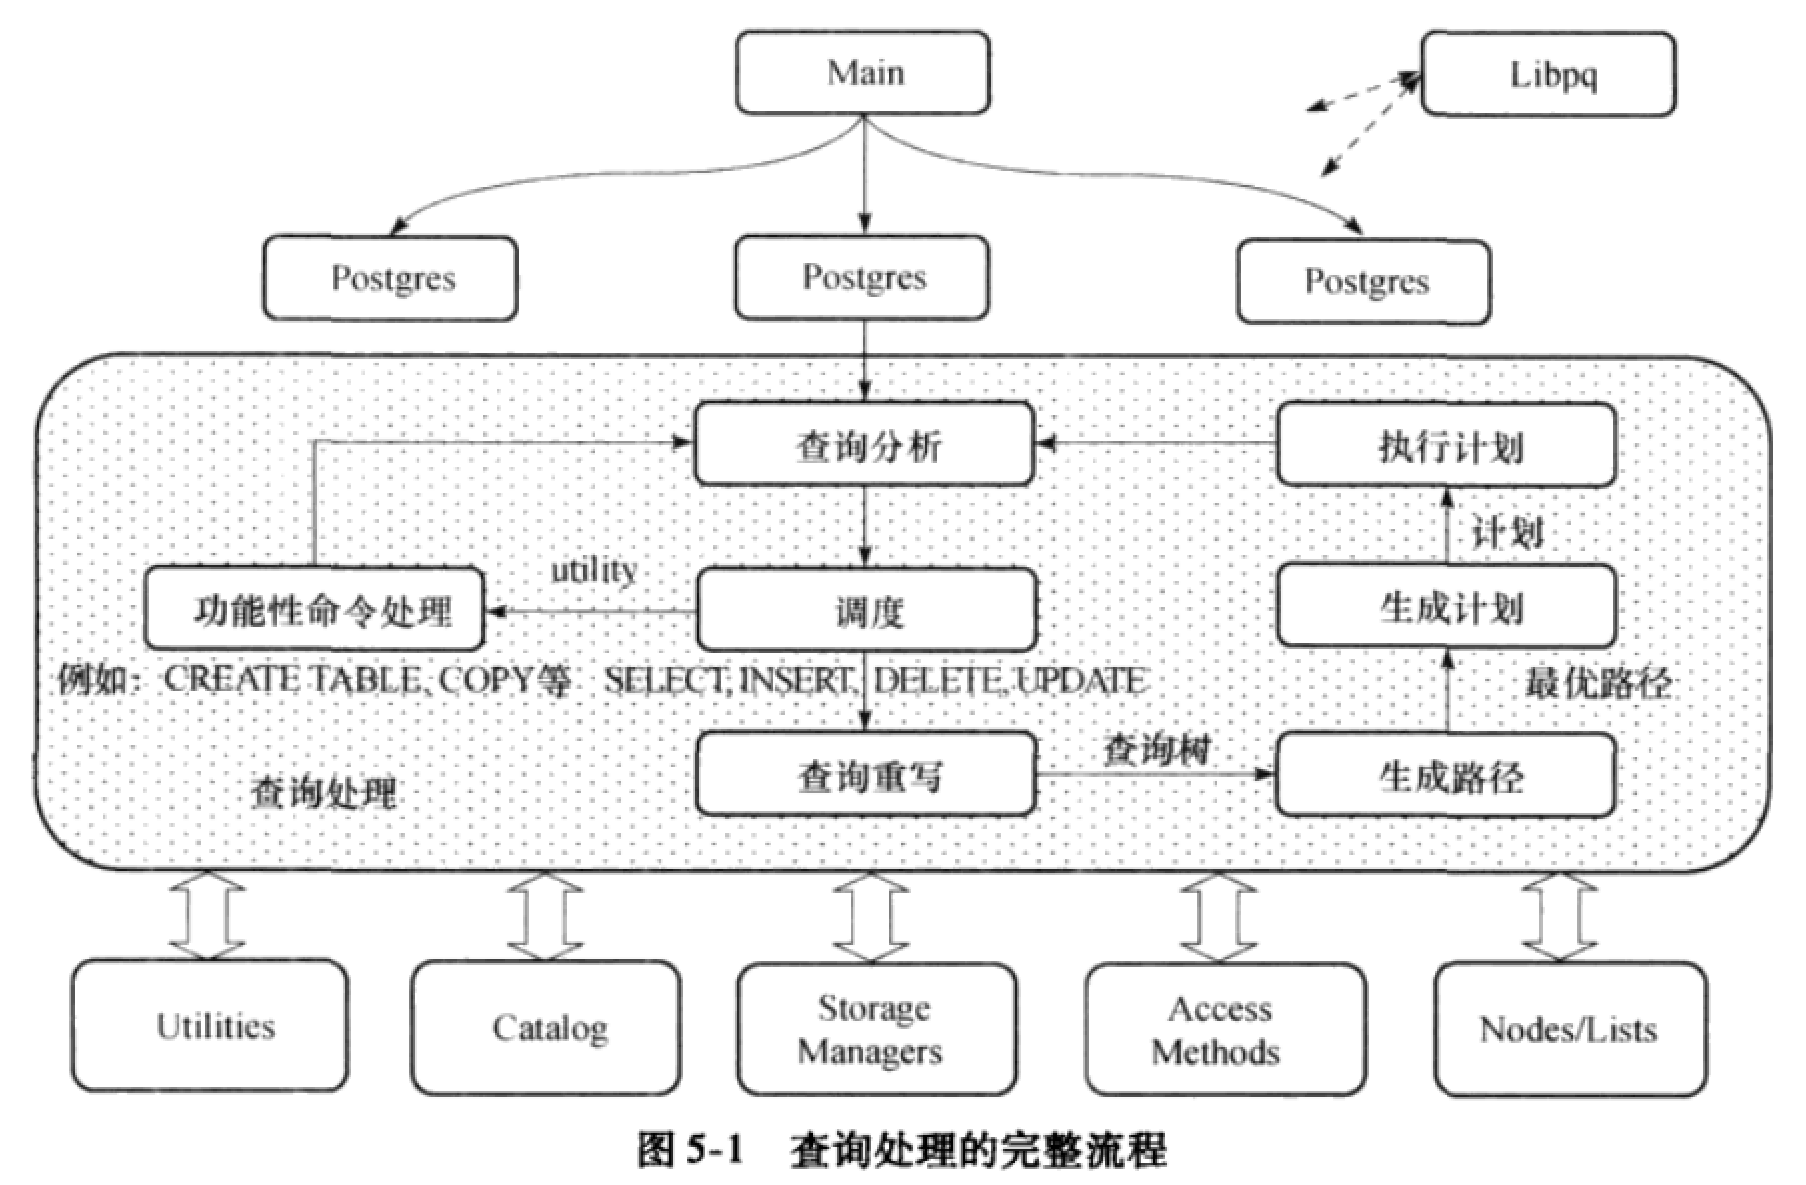 Main
Libpq
Postgres
Postgres
Postgres
查询分析
执行计划
计划
utility
功能性命令处理
调度
生成计划
例如：CREATE TABLE、COPY等
SELECT, INSERT, DELETE, UPDATE
最优路径
查询树
查询重写
生成路径
查询处理
Utilities
Catalog
Storage
Managers
Access
Methods
Nodes/Lists
图 5-1 查询处理的完整流程